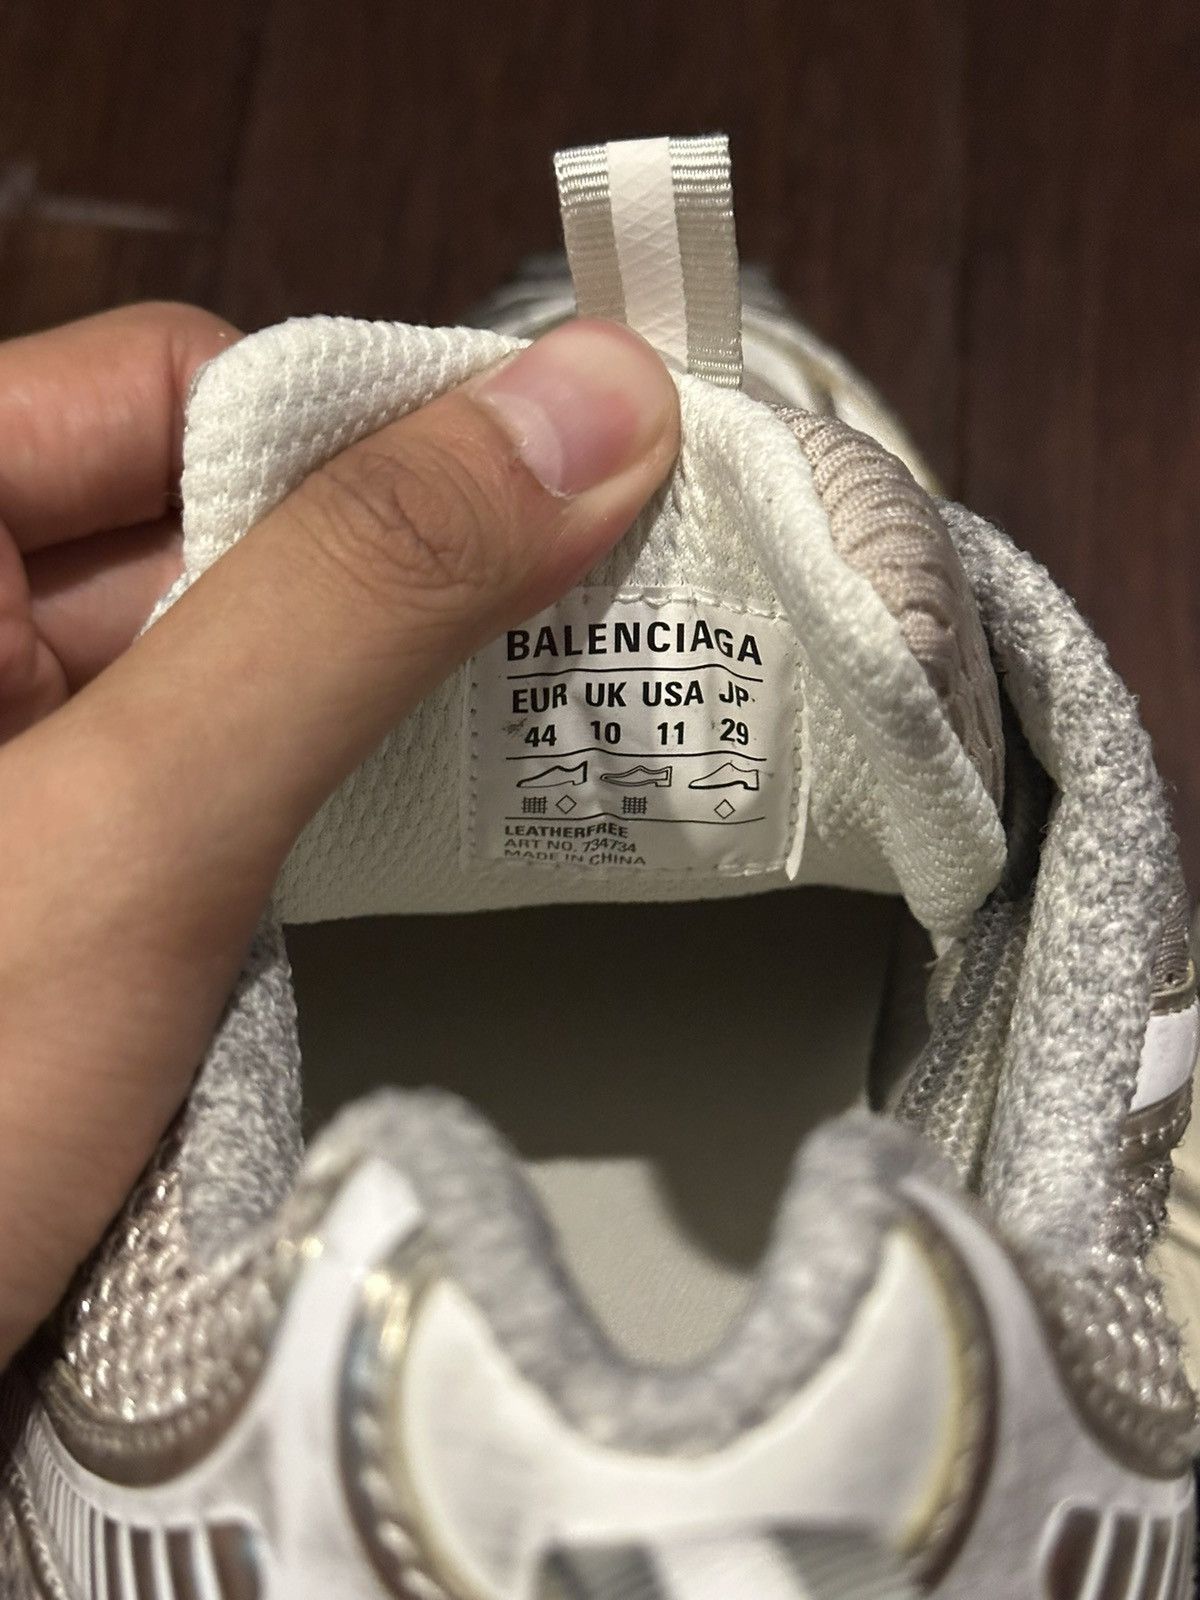 BALENCIAGA
EUR UK USA JP
44 10 11 29
LEATHERFREE
ART NO. 734734
MADE IN CHINA